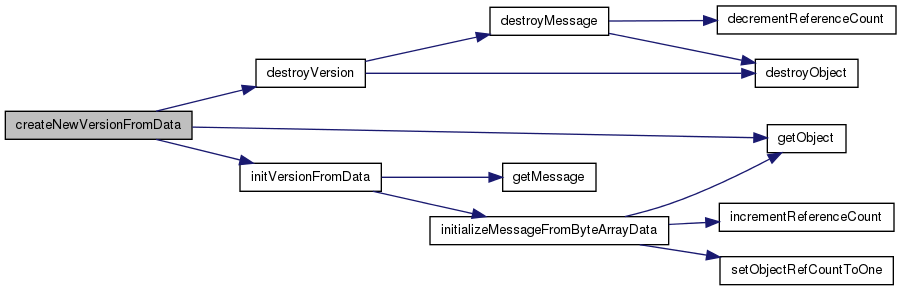 destroyMessage
decrementReferenceCount
destroyVersion
destroyObject
createNewVersionFromData
getObject
initVersionFromData
getMessage
initializeMessageFromByteArrayData
incrementReferenceCount
setObjectRefCountToOne